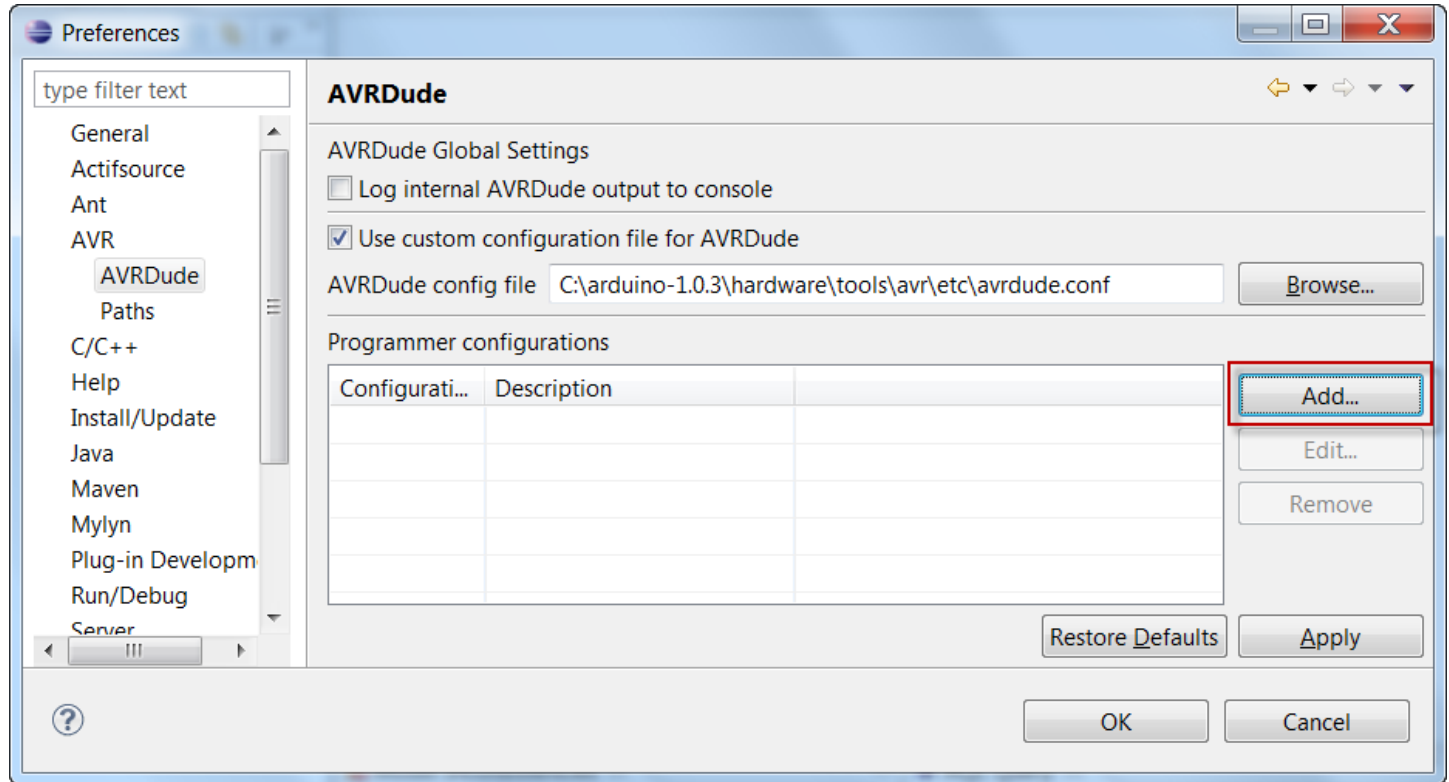 Preferences
type filter text
General
Actifsource
Ant
AVR
AVRDude
Paths
C/C++
Help
Install/Update
Java
Maven
Mylyn
Plug-in Developm
Run/Debug
Server
AVRDude
AVRDude Global Settings
Log internal AVRDude output to console
Use custom configuration file for AVRDude
AVRDude config file C:\arduino-1.0.3\hardware\tools\avr\etc\avrdude.conf Browse...
Programmer configurations
Configurati... Description
Add...
Edit...
Remove
Restore Defaults Apply
OK Cancel